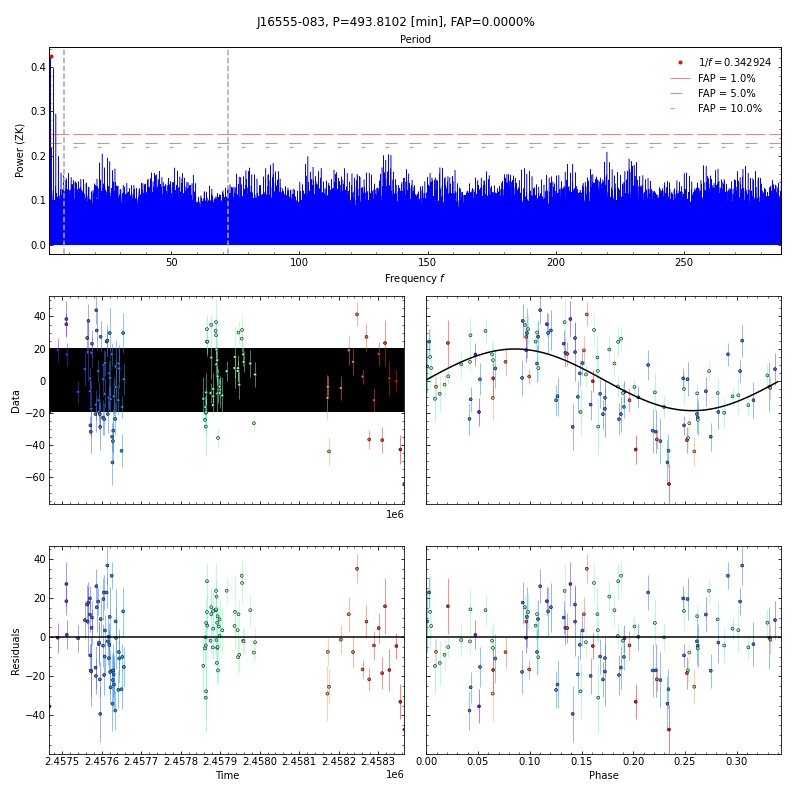 J16555-083, P=493.8102 [min], FAP=0.0000%
Period
1/f = 0.342924
FAP = 1.0%
FAP = 5.0%
FAP = 10.0%
Power (ZK)
0.4
0.3
0.2
0.1
0.0
50 100 150 200 250
Frequency f
Data
40
20
0
−20
−40
−60
1e6
Residuals
40
20
0
−20
−40
2.4575 2.4576 2.4577 2.4578 2.4579 2.4580 2.4581 2.4582 2.4583
1e6
Time
0.00 0.05 0.10 0.15 0.20 0.25 0.30
Phase